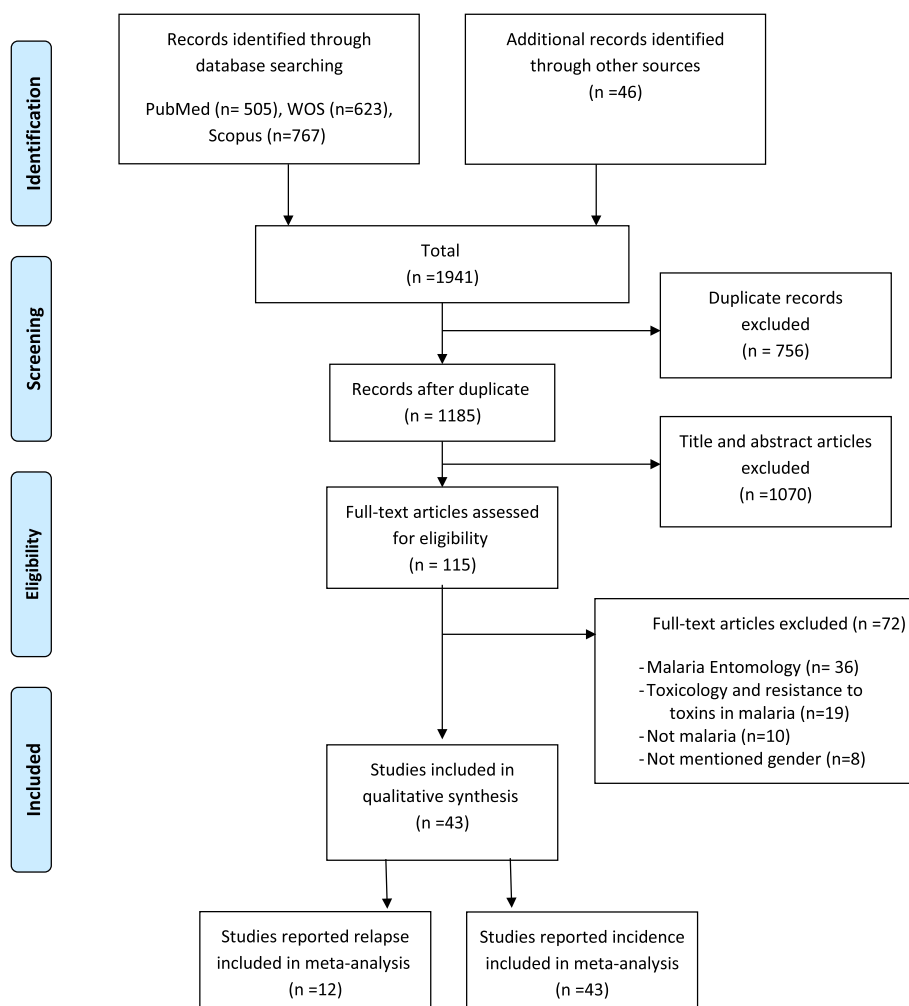 Identification
Records identified through
database searching
PubMed (n= 505), WOS (n=623),
Scopus (n=767)
Additional records identified
through other sources
(n =46)
Total
(n =1941)
Screening
Duplicate records
excluded
(n = 756)
Records after duplicate
(n = 1185)
Title and abstract articles
excluded
(n =1070)
Eligibility
Full-text articles assessed
for eligibility
(n = 115)
Full-text articles excluded (n =72)
-Malaria Entomology (n= 36)
-Toxicology and resistance to
toxins in malaria (n=19)
-Not malaria (n=10)
-Not mentioned gender (n=8)
Included
Studies included in
qualitative synthesis
(n =43)
Studies reported relapse
included in meta-analysis
(n =12)
Studies reported incidence
included in meta-analysis
(n =43)